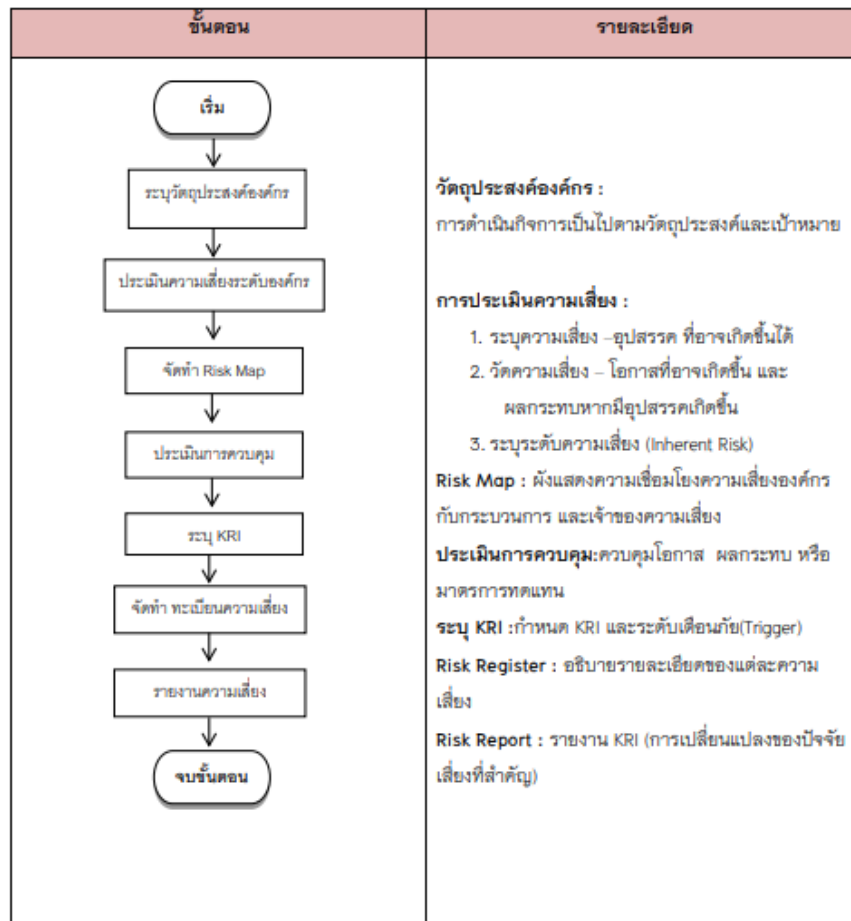 ขั้นตอน
รายละเอียด
เริ่ม
ระบุวัตถุประสงค์องค์กร
ประเมินความเสี่ยงระดับองค์กร
จัดทำ Risk Map
ประเมินการควบคุม
ระบุ KRI
จัดทำ ทะเบียนความเสี่ยง
รายงานความเสี่ยง
จบขั้นตอน
วัตถุประสงค์องค์กร :
การดำเนินกิจการเป็นไปตามวัตถุประสงค์และเป้าหมาย
การประเมินความเสี่ยง :
1. ระบุความเสี่ยง –อุปสรรค ที่อาจเกิดขึ้นได้
2. วัดความเสี่ยง – โอกาสที่อาจเกิดขึ้น และ
ผลกระทบหากมีอุปสรรคเกิดขึ้น
3. ระบุระดับความเสี่ยง (Inherent Risk)
Risk Map : ผังแสดงความเชื่อมโยงความเสี่ยงองค์กร
กับกระบวนการ และเจ้าของความเสี่ยง
ประเมินการควบคุม:ควบคุมโอกาส ผลกระทบ หรือ
มาตรการทดแทน
ระบุ KRI :กำหนด KRI และระดับเตือนภัย(Trigger)
Risk Register : อธิบายรายละเอียดของแต่ละความ
เสี่ยง
Risk Report : รายงาน KRI (การเปลี่ยนแปลงของปัจจัย
เสี่ยงที่สำคัญ)